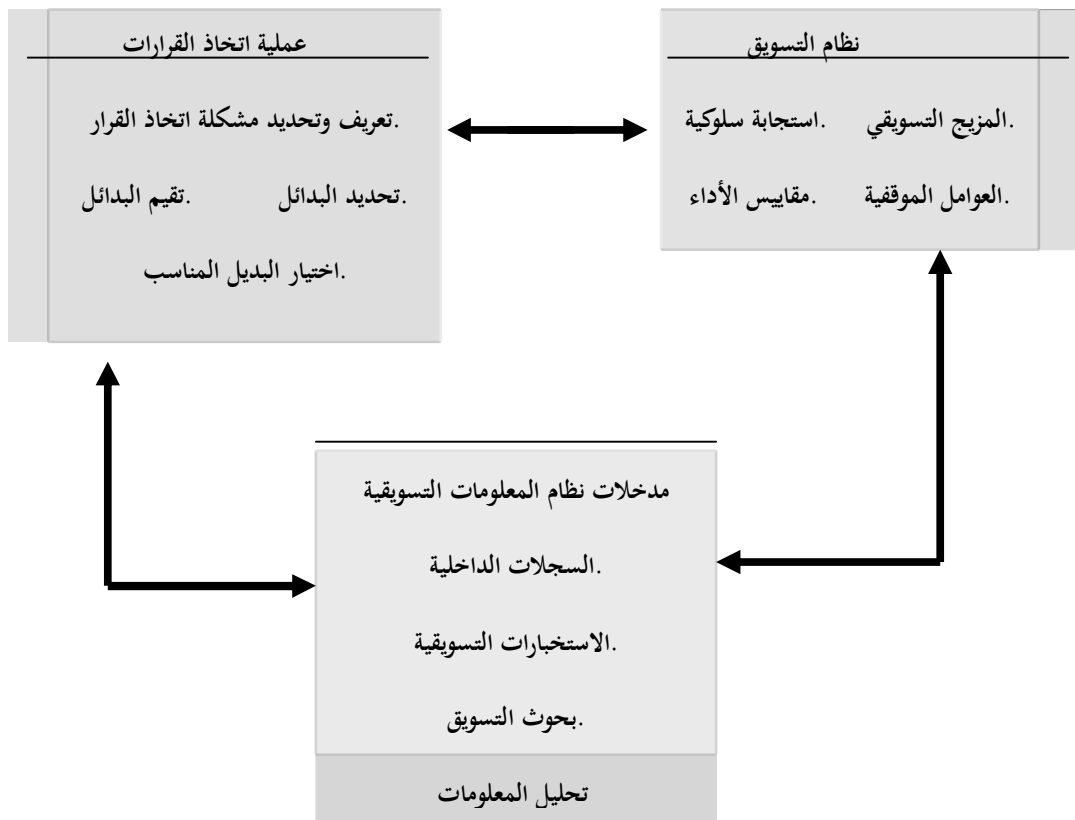 نظام التسويق
.المزيج التسويقي .استجابة سلوكية
.العوامل الموقفية .مقاييس الأداء
عملية اتخاذ القرارات
.تعريف وتحديد مشكلة اتخاذ القرار
.تحديد البدائل .تقيم البدائل
.اختيار البديل المناسب
مدخلات نظام المعلومات التسويقية
.السجلات الداخلية
.الاستخبارات التسويقية
.بحوث التسويق
تحليل المعلومات